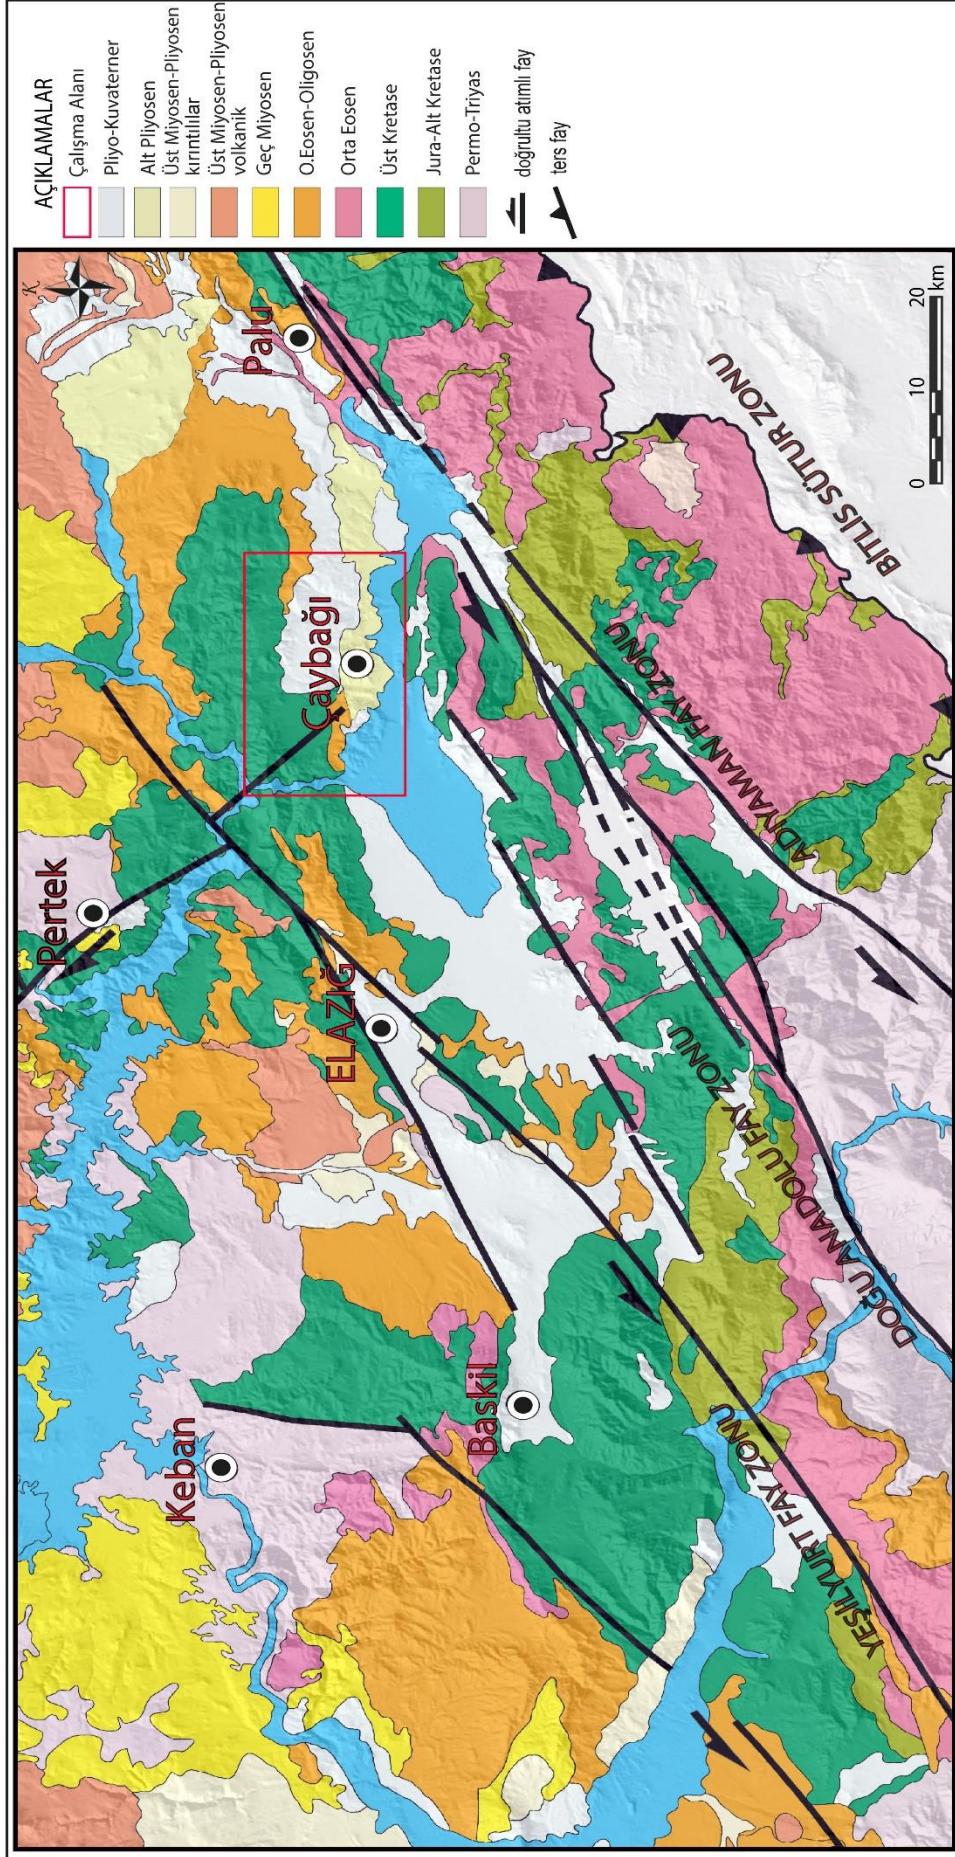 AÇIKLAMALAR
Çalışma Alanı
Pliyo-Kuvaterner
Alt Pliyosen
Üst Miyosen-Pliyosen
kırıntılılar
Üst Miyosen-Pliyosen
volkanik
Geç Miyosen
O.Eosen-Oligosen
Orta Eosen
Üst Kretase
Jura-Alt Kretase
Permo-Triyas
doğrultu atımlı fay
ters fay
K
Pertek
Palu
Çaybağı
Keban
ELAZIĞ
Baskil
BİTLİS SÜTUR ZONU
ADIYAMAN FAY ZONU
DOĞU ANADOLU FAY ZONU
YEŞİLYURT FAY ZONU
0 10 20
km